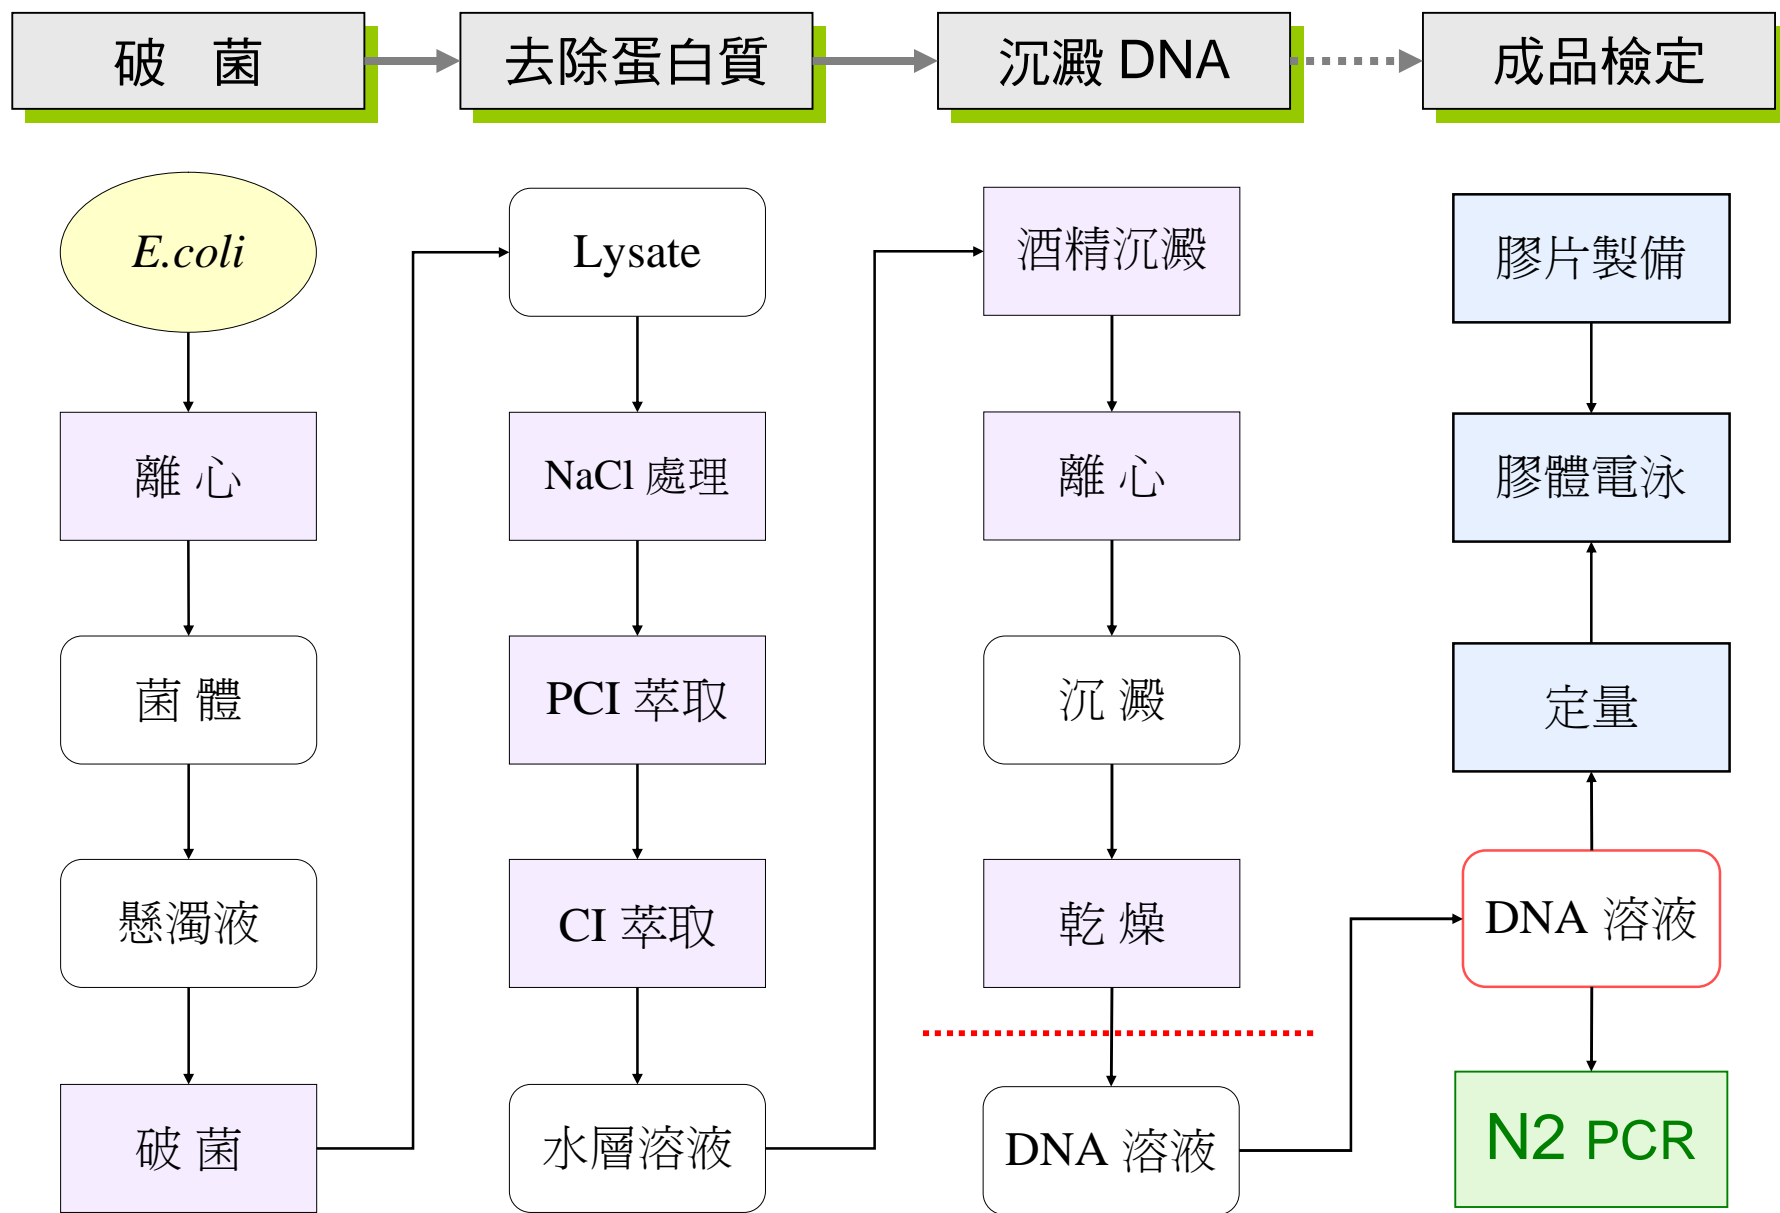 破 菌
去除蛋白質
沉澱 DNA
成品檢定
E.coli
離 心
菌 體
懸濁液
破 菌
Lysate
NaCl 處理
PCI 萃取
CI 萃取
水層溶液
酒精沉澱
離 心
沉 澱
乾 燥
DNA 溶液
膠片製備
膠體電泳
定量
DNA 溶液
N2 PCR